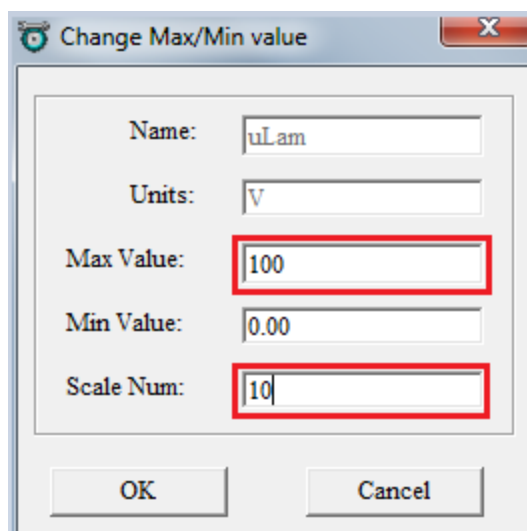 Change Max/Min value
Name: uLam
Units: V
Max Value: 100
Min Value: 0.00
Scale Num: 10
OK Cancel